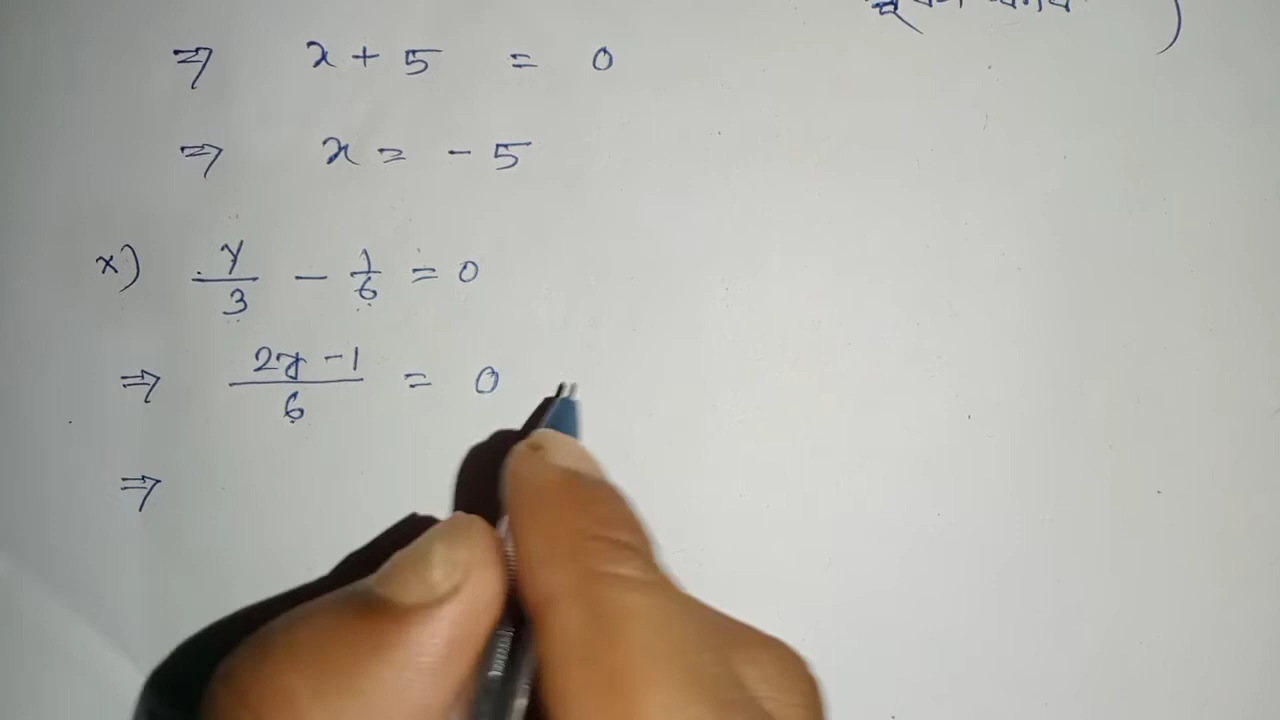 ⇒ x + 5 = 0
⇒ x = - 5
x) y/3 - 1/6 = 0
⇒ (2y - 1)/6 = 0
⇒